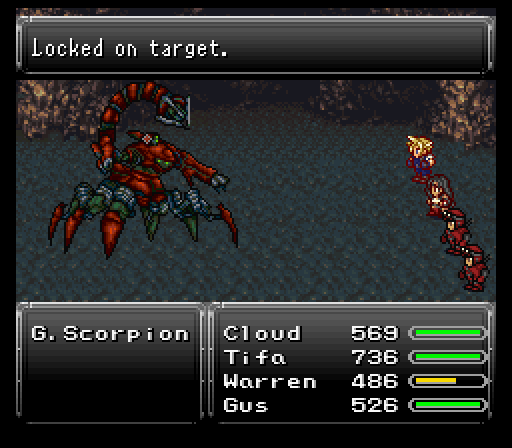 Locked on target.
G.Scorpion
Cloud 569
Tifa 736
Warren 486
Gus 526